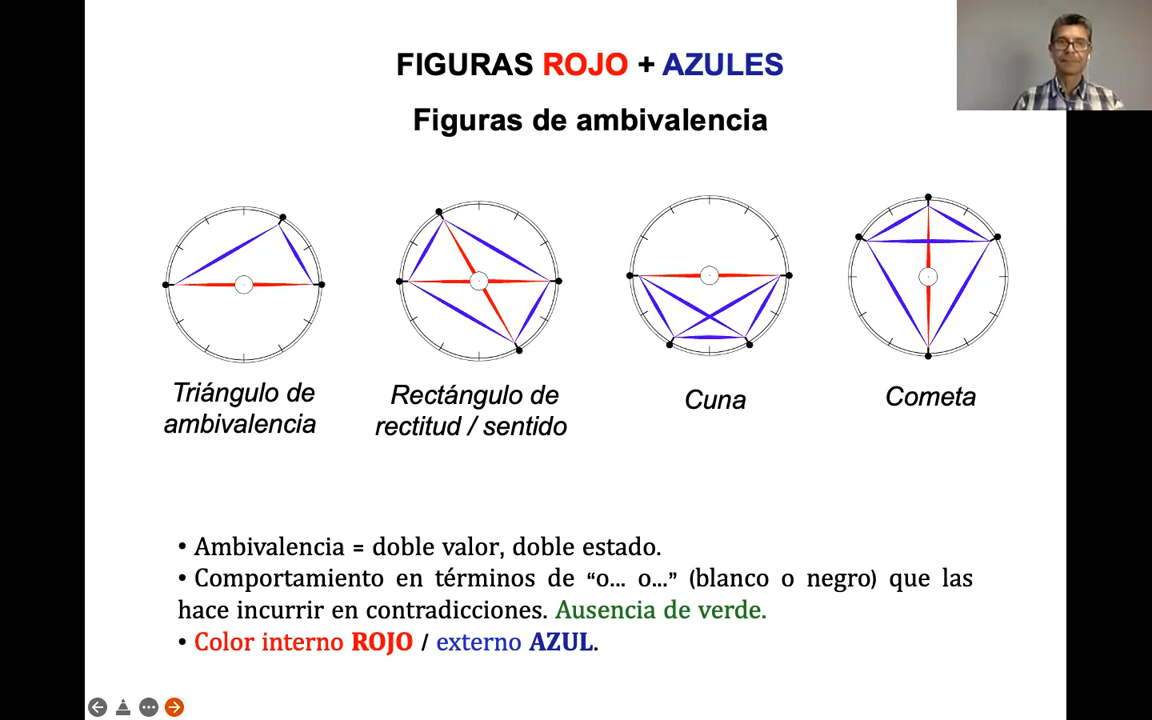 FIGURAS ROJO + AZULES
Figuras de ambivalencia
Triángulo de
ambivalencia
Rectángulo de
rectitud / sentido
Cuna
Cometa
• Ambivalencia = doble valor, doble estado.
• Comportamiento en términos de “o... o...” (blanco o negro) que las
hace incurrir en contradicciones. Ausencia de verde.
• Color interno ROJO / externo AZUL.